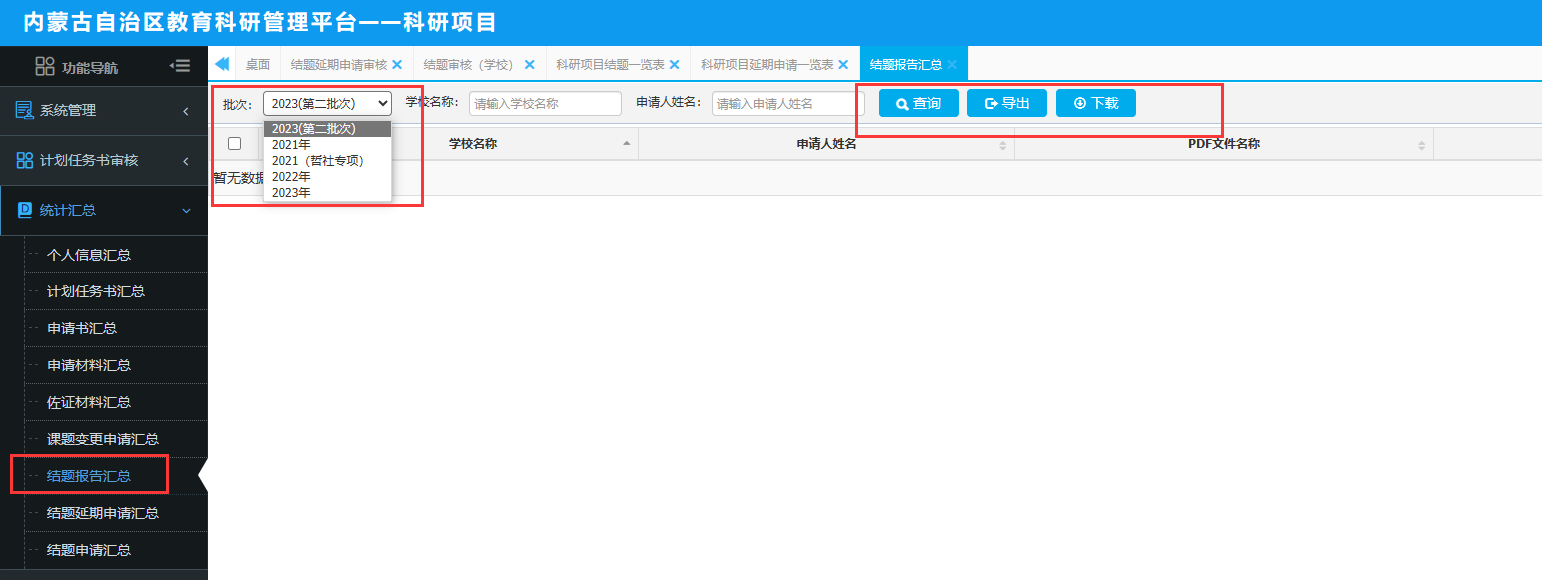 内蒙古自治区教育科研管理平台——科研项目
功能导航
桌面 结题延期申请审核 结题审核（学校） 科研项目结题一览表 科研项目延期申请一览表 结题报告汇总
批次： 2023(第二批次) 学校名称： 请输入学校名称 申请人姓名： 请输入申请人姓名 查询 导出 下载
2023(第二批次)
2021年
2021（哲社专项）
2022年
2023年
学校名称 申请人姓名 PDF文件名称
暂无数据
系统管理
计划任务书审核
统计汇总
个人信息汇总
计划任务书汇总
申请书汇总
申请材料汇总
佐证材料汇总
课题变更申请汇总
结题报告汇总
结题延期申请汇总
结题申请汇总